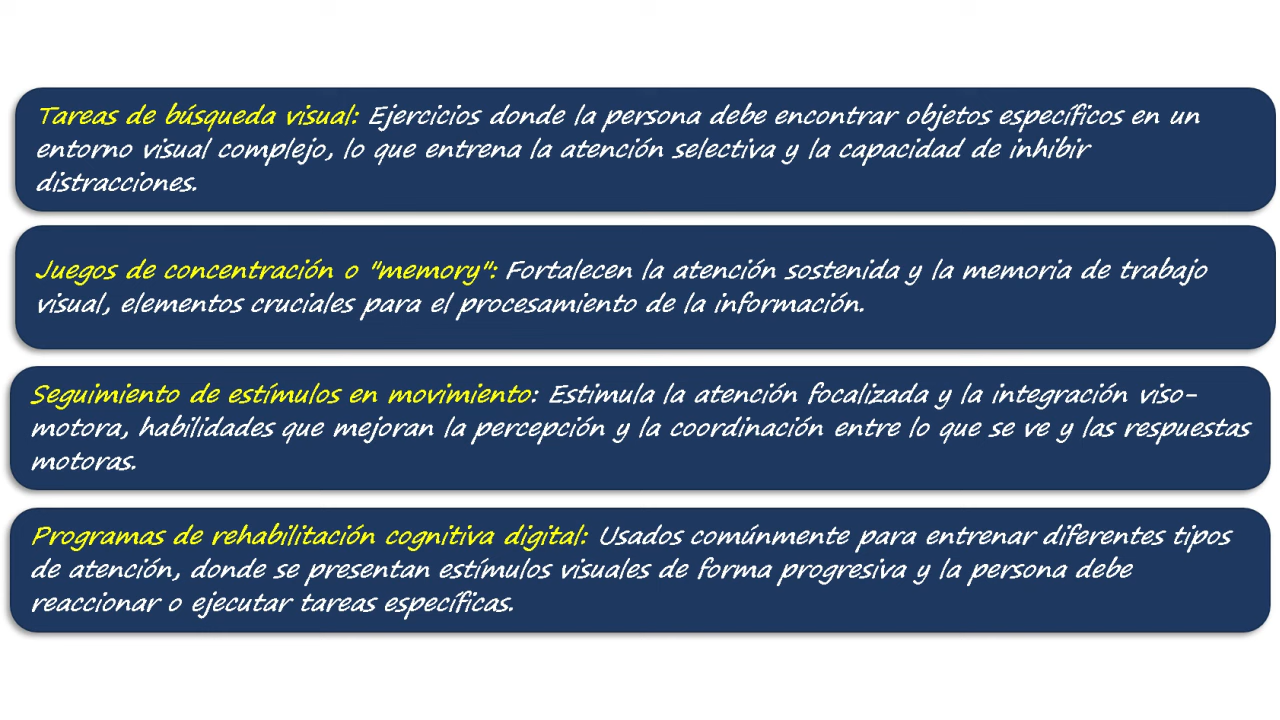 Tareas de búsqueda visual: Ejercicios donde la persona debe encontrar objetos específicos en un
entorno visual complejo, lo que entrena la atención selectiva y la capacidad de inhibir
distracciones.
Juegos de concentración o "memory": Fortalecen la atención sostenida y la memoria de trabajo
visual, elementos cruciales para el procesamiento de la información.
Seguimiento de estímulos en movimiento: Estimula la atención focalizada y la integración viso-
motora, habilidades que mejoran la percepción y la coordinación entre lo que se ve y las respuestas
motoras.
Programas de rehabilitación cognitiva digital: Usados comúnmente para entrenar diferentes tipos
de atención, donde se presentan estímulos visuales de forma progresiva y la persona debe
reaccionar o ejecutar tareas específicas.